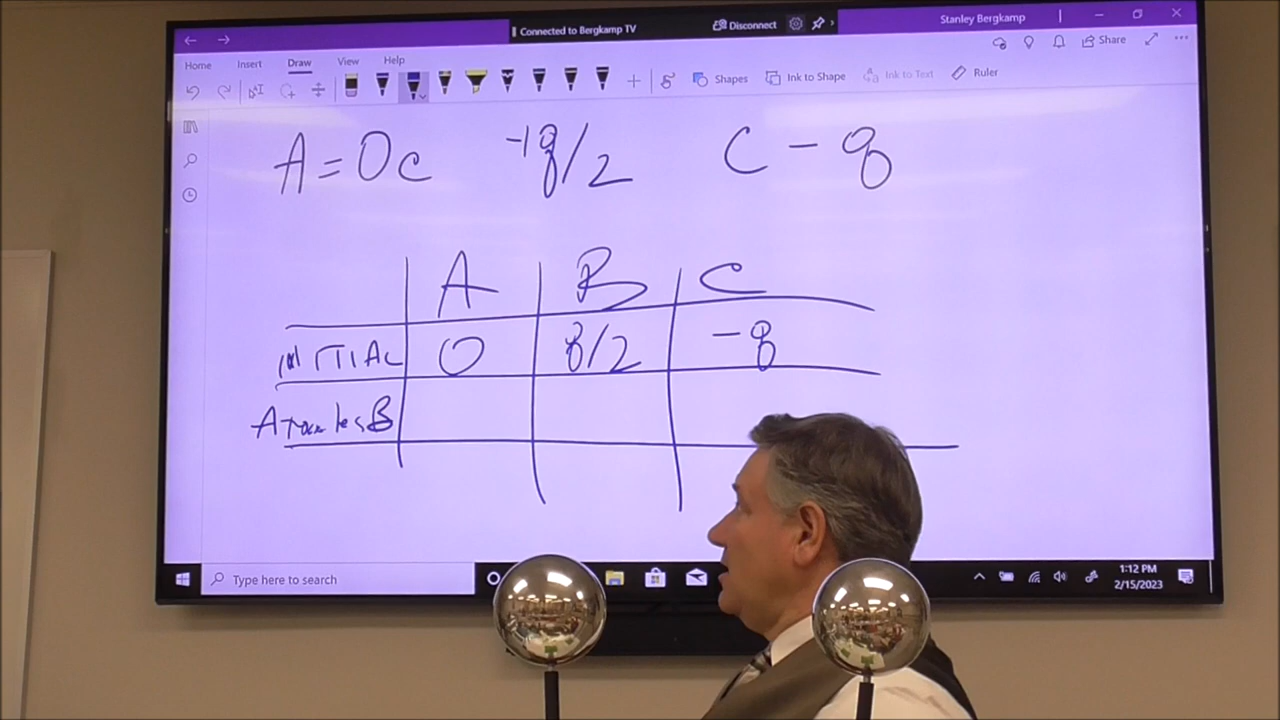 Connected to Bergkamp TV Disconnect
Stanley Bergkamp
Home Insert Draw View Help Share
Shapes Ink to Shape Ink to Text Ruler
A = 0c +q/2 C - q
A B C
INITIAL 0 q/2 -q
A touches B
Type here to search
1:12 PM
2/15/2023